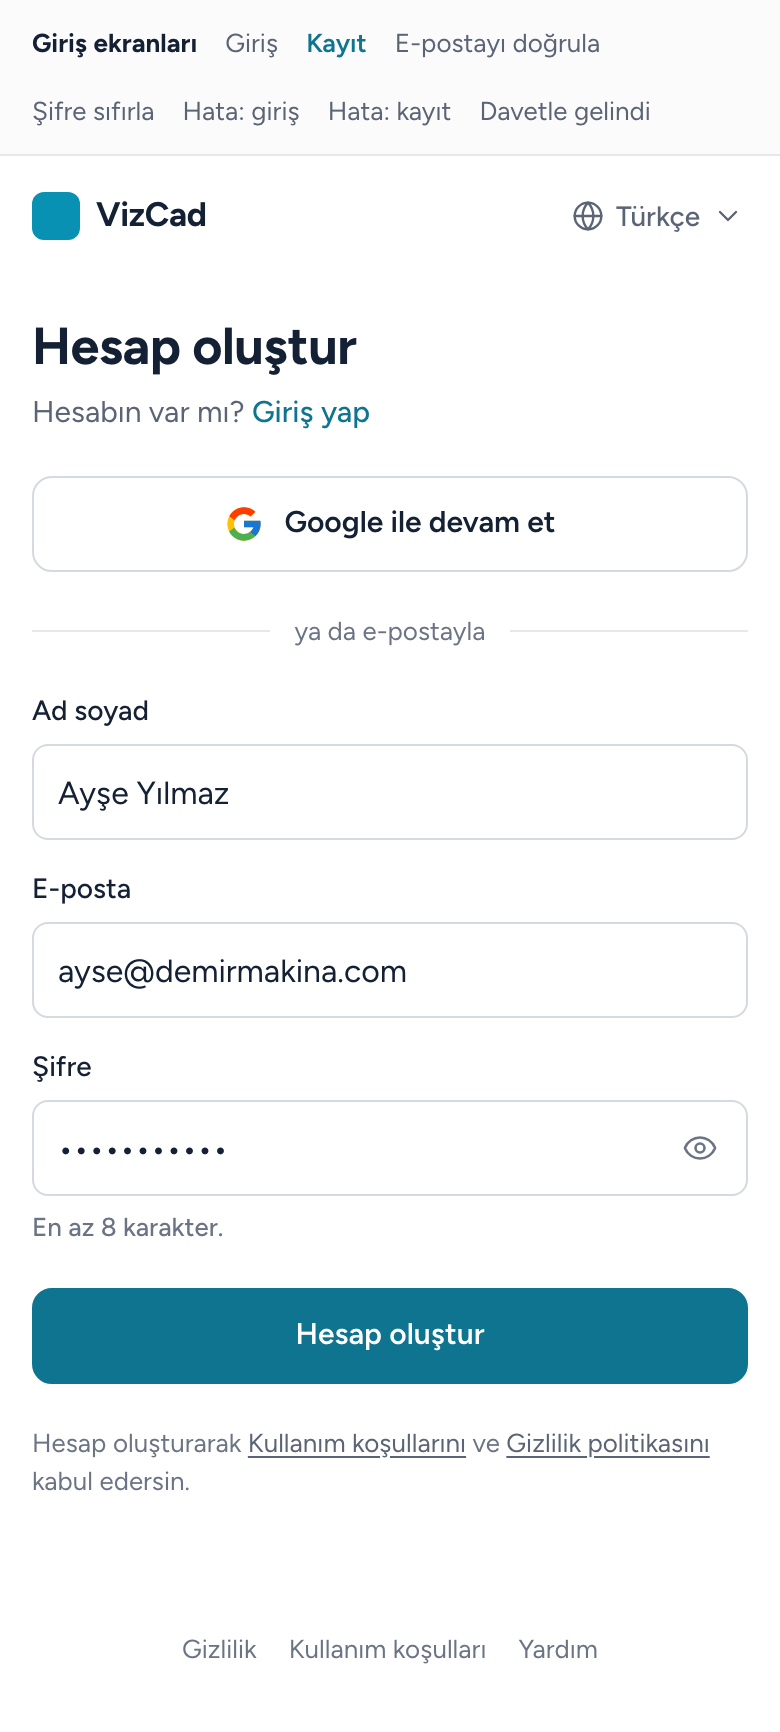 Giriş ekranları Giriş Kayıt E-postayı doğrula
Şifre sıfırla Hata: giriş Hata: kayıt Davetle gelindi
VizCad Türkçe
Hesap oluştur
Hesabın var mı? Giriş yap
Google ile devam et
ya da e-postayla
Ad soyad
Ayşe Yılmaz
E-posta
ayse@demirmakina.com
Şifre
•••••••••••
En az 8 karakter.
Hesap oluştur
Hesap oluşturarak Kullanım koşullarını ve Gizlilik politikasını
kabul edersin.
Gizlilik Kullanım koşulları Yardım